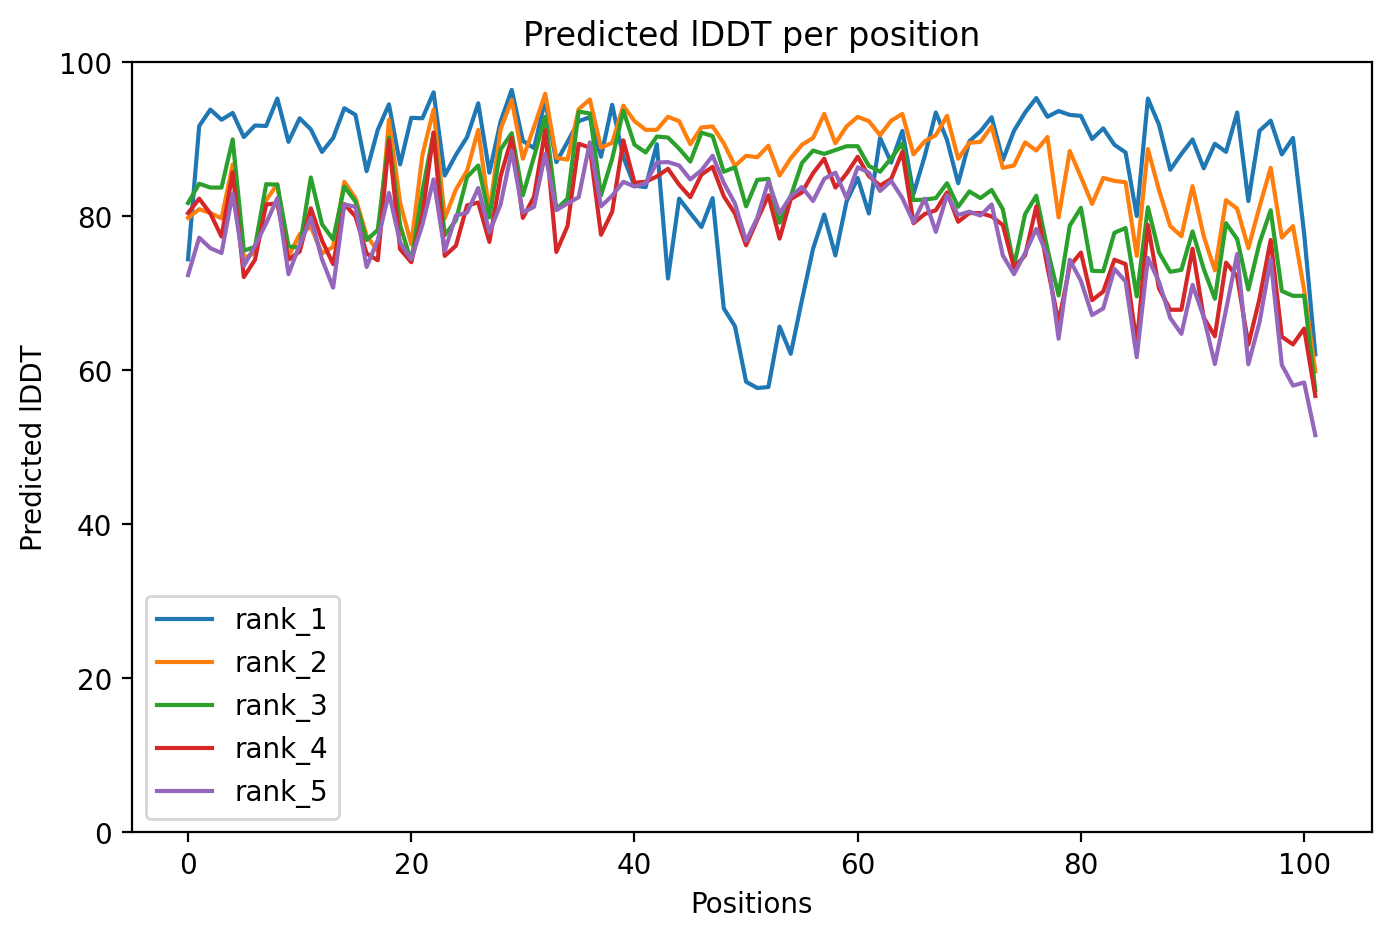 Predicted lDDT per position
Predicted lDDT
100
80
60
40
20
0
rank_1
rank_2
rank_3
rank_4
rank_5
0 20 40 60 80 100
Positions